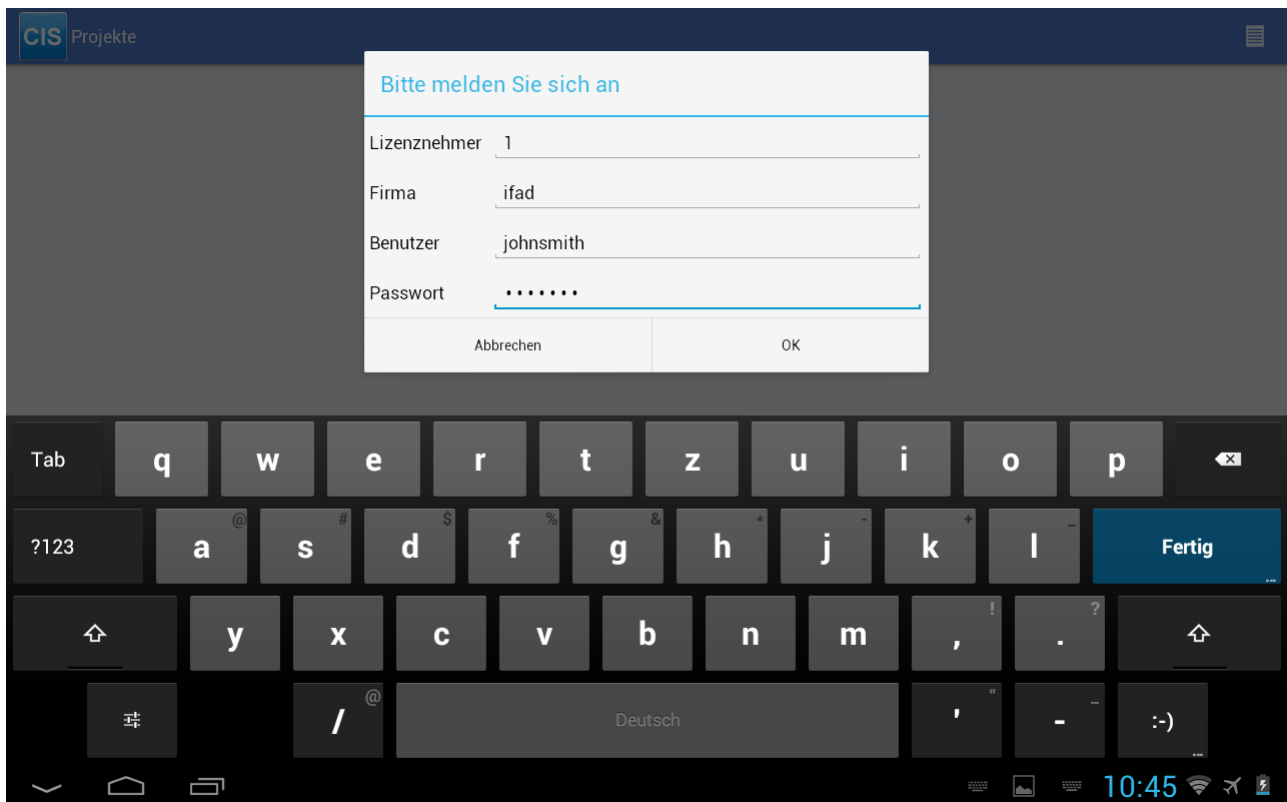 CIS Projekte
Bitte melden Sie sich an
Lizenznehmer 1
Firma ifad
Benutzer johnsmith
Passwort •••••••
Abbrechen OK
Tab q w e r t z u i o p
?123 @ a # s $ d % f & g * h - j + k _ l Fertig ...
y x c v b n m ! , ? .
@ / Deutsch " ' _ - :-) ...
10:45